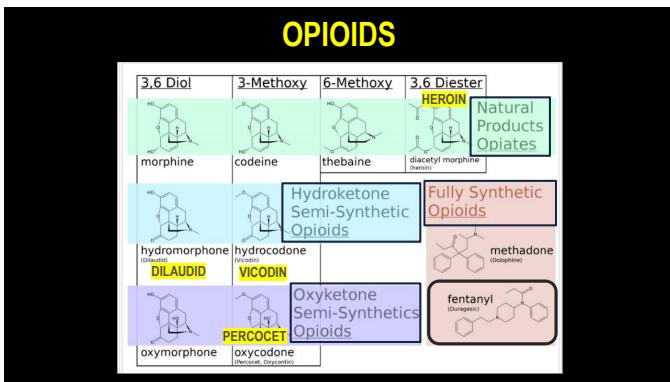 OPIOIDS
3,6 Diol
3-Methoxy
6-Methoxy
3,6 Diester
HEROIN
Natural
Products
Opiates
HO
HO
morphine
codeine
thebaine
diacetyl morphine
(heroin)
Hydroketone
Semi-Synthetic
Opioids
Fully Synthetic
Opioids
hydromorphone
(Dilaudid)
hydrocodone
(Vicodin)
DILAUDID
VICODIN
methadone
(Dolophine)
Oxyketone
Semi-Synthetics
Opioids
fentanyl
(Duragesic)
PERCOCET
oxymorphone
oxycodone
(Percocet, Oxycontin)